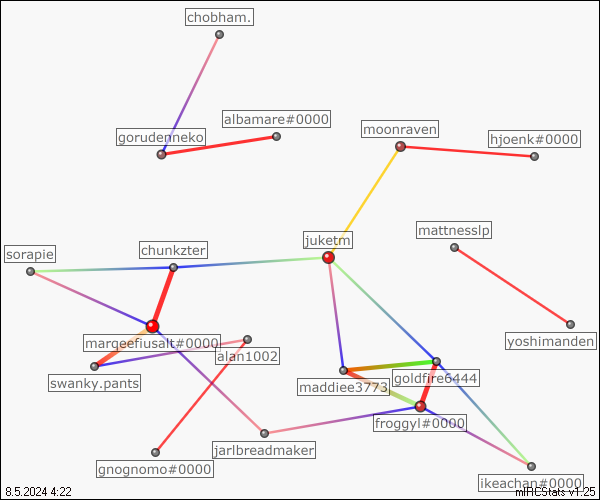 chobham.
albamare#0000
gorudenneko
moonraven
hjoenk#0000
mattnesslp
juketm
chunkzter
sorapie
yoshimanden
margeefiusalt#0000
alan1002
goldfire6444
swanky.pants
maddiee3773
froggyl#0000
jarlbreadmaker
gnognomo#0000
ikeachan#0000
8.5.2024 4:22
mIRCStats v1.25